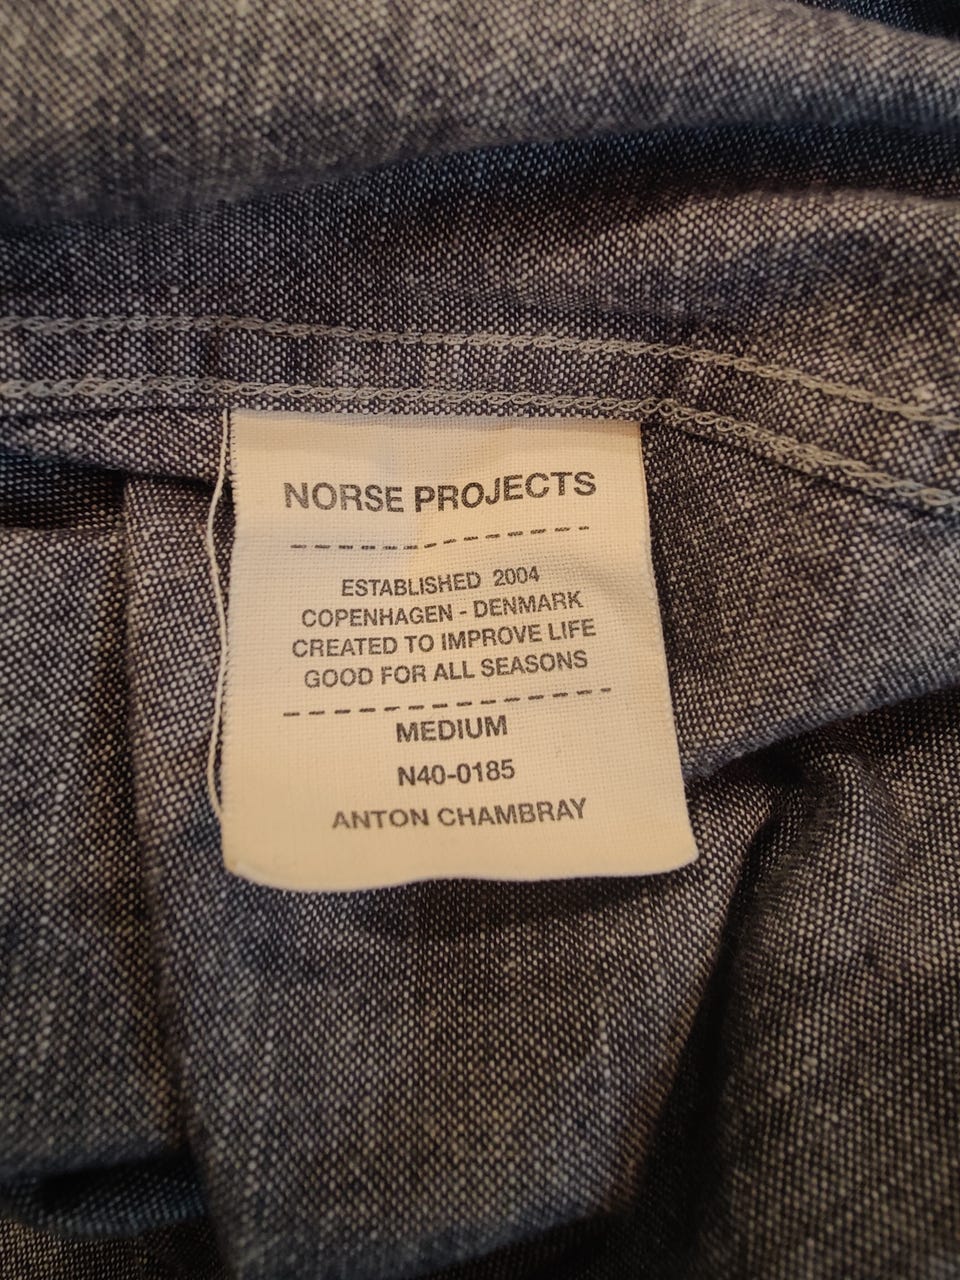 NORSE PROJECTS
ESTABLISHED 2004
COPENHAGEN - DENMARK
CREATED TO IMPROVE LIFE
GOOD FOR ALL SEASONS
MEDIUM
N40-0185
ANTON CHAMBRAY